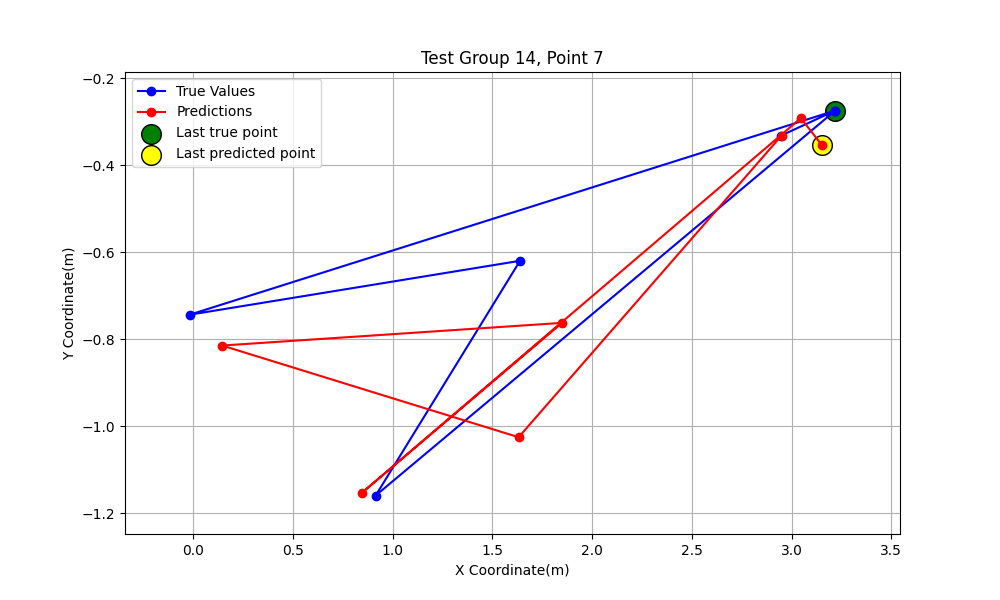 Test Group 14, Point 7
True Values
Predictions
Last true point
Last predicted point
Y Coordinate(m)
−0.2
−0.4
−0.6
−0.8
−1.0
−1.2
0.0 0.5 1.0 1.5 2.0 2.5 3.0 3.5
X Coordinate(m)